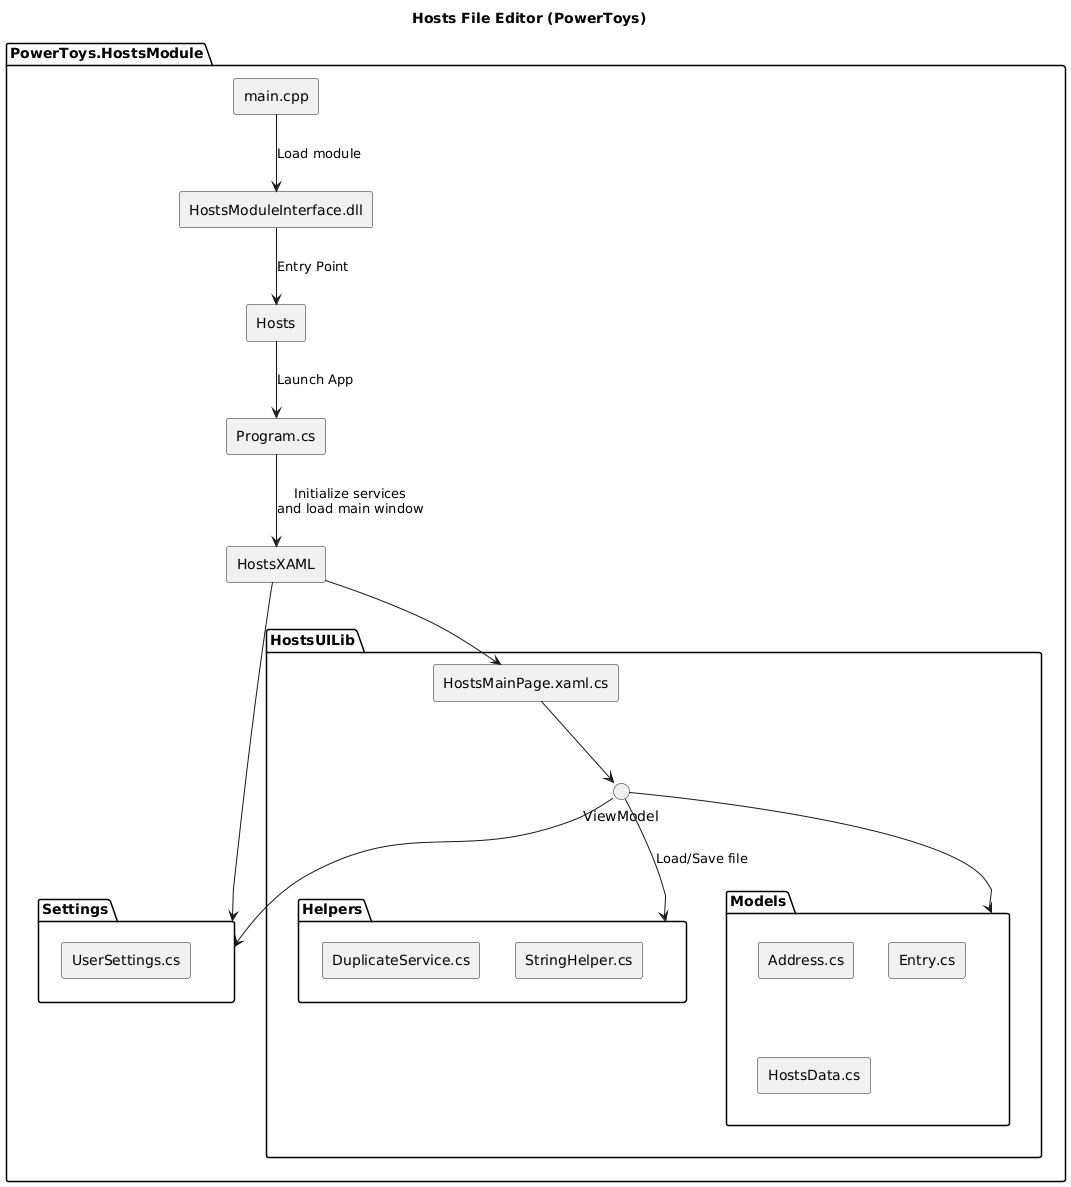 Hosts File Editor (PowerToys)
PowerToys.HostsModule
main.cpp
Load module
HostsModuleInterface.dll
Entry Point
Hosts
Launch App
Program.cs
Initialize services
and load main window
HostsXAML
HostsUILib
HostsMainPage.xaml.cs
ViewModel
Load/Save file
Settings
UserSettings.cs
Helpers
DuplicateService.cs
StringHelper.cs
Models
Address.cs
Entry.cs
HostsData.cs